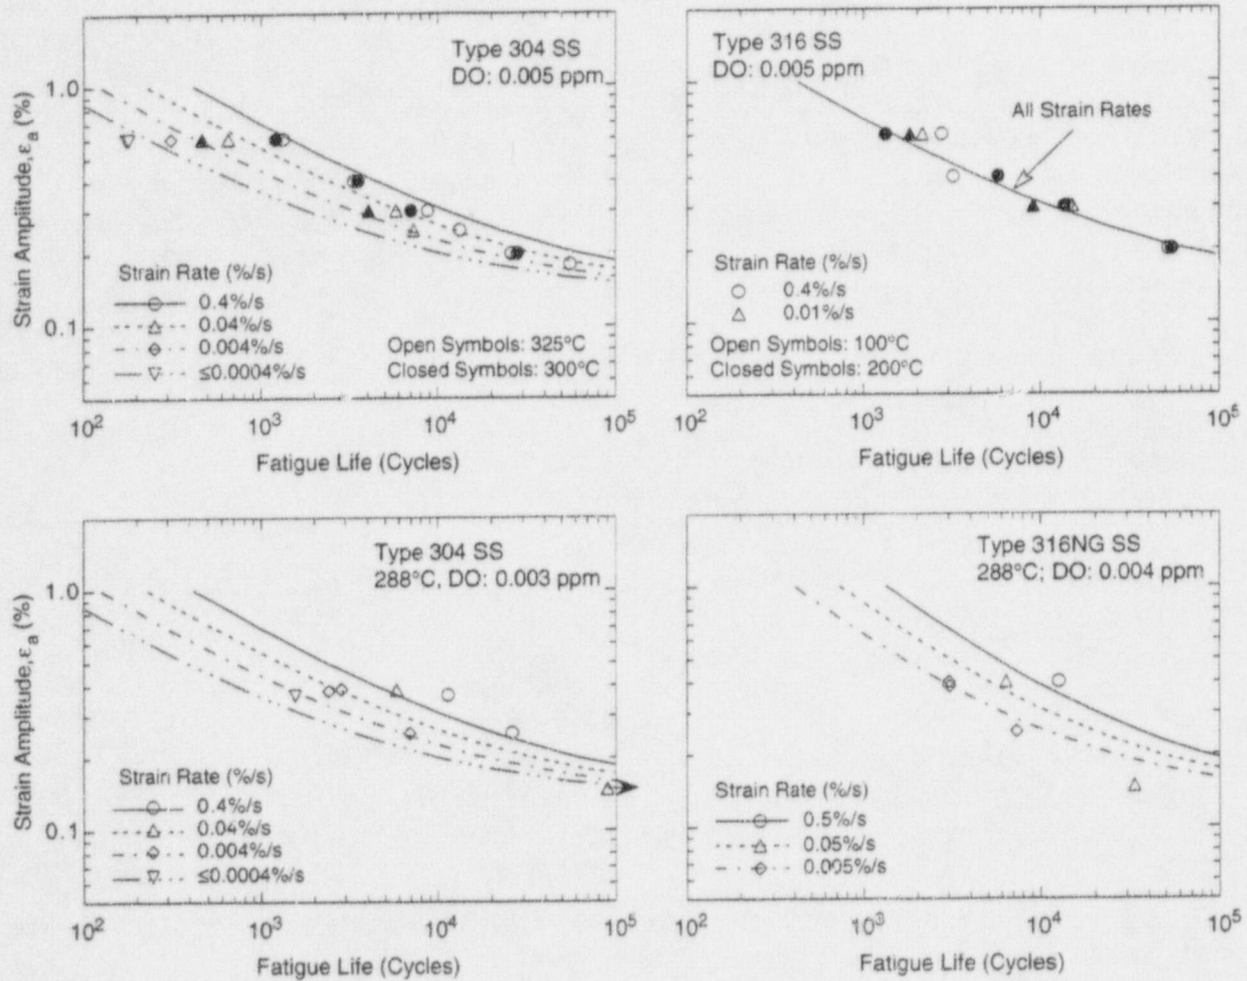 Type 304 SS
DO: 0.005 ppm
1.0
0.1
Strain Amplitude, εa (%)
Strain Rate (%/s)
0.4%/s
0.04%/s
0.004%/s
≤0.0004%/s
Open Symbols: 325°C
Closed Symbols: 300°C
10² 10³ 10⁴ 10⁵
Fatigue Life (Cycles)
Type 316 SS
DO: 0.005 ppm
All Strain Rates
Strain Rate (%/s)
0.4%/s
0.01%/s
Open Symbols: 100°C
Closed Symbols: 200°C
10² 10³ 10⁴ 10⁵
Fatigue Life (Cycles)
Type 304 SS
288°C, DO: 0.003 ppm
1.0
0.1
Strain Amplitude, εa (%)
Strain Rate (%/s)
0.4%/s
0.04%/s
0.004%/s
≤0.0004%/s
10² 10³ 10⁴ 10⁵
Fatigue Life (Cycles)
Type 316NG SS
288°C; DO: 0.004 ppm
Strain Rate (%/s)
0.5%/s
0.05%/s
0.005%/s
10² 10³ 10⁴ 10⁵
Fatigue Life (Cycles)